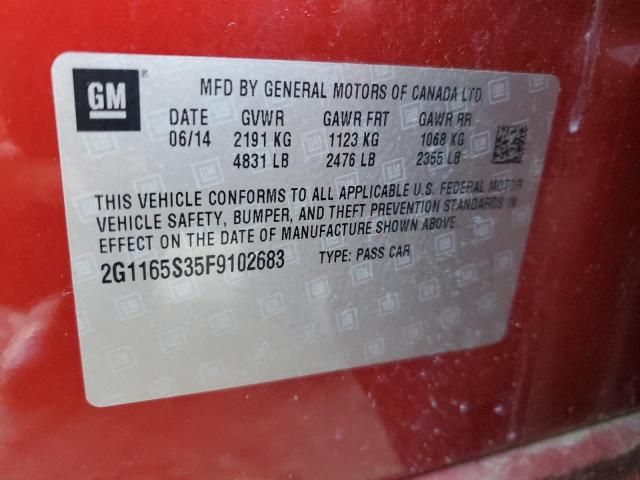 GM ®
MFD BY GENERAL MOTORS OF CANADA LTD.
DATE GVWR GAWR FRT GAWR RR
06/14 2191 KG 1123 KG 1068 KG
4831 LB 2476 LB 2355 LB
THIS VEHICLE CONFORMS TO ALL APPLICABLE U.S. FEDERAL MOTOR
VEHICLE SAFETY, BUMPER, AND THEFT PREVENTION STANDARDS IN
EFFECT ON THE DATE OF MANUFACTURE SHOWN ABOVE.
2G1165S35F9102683 TYPE: PASS CAR